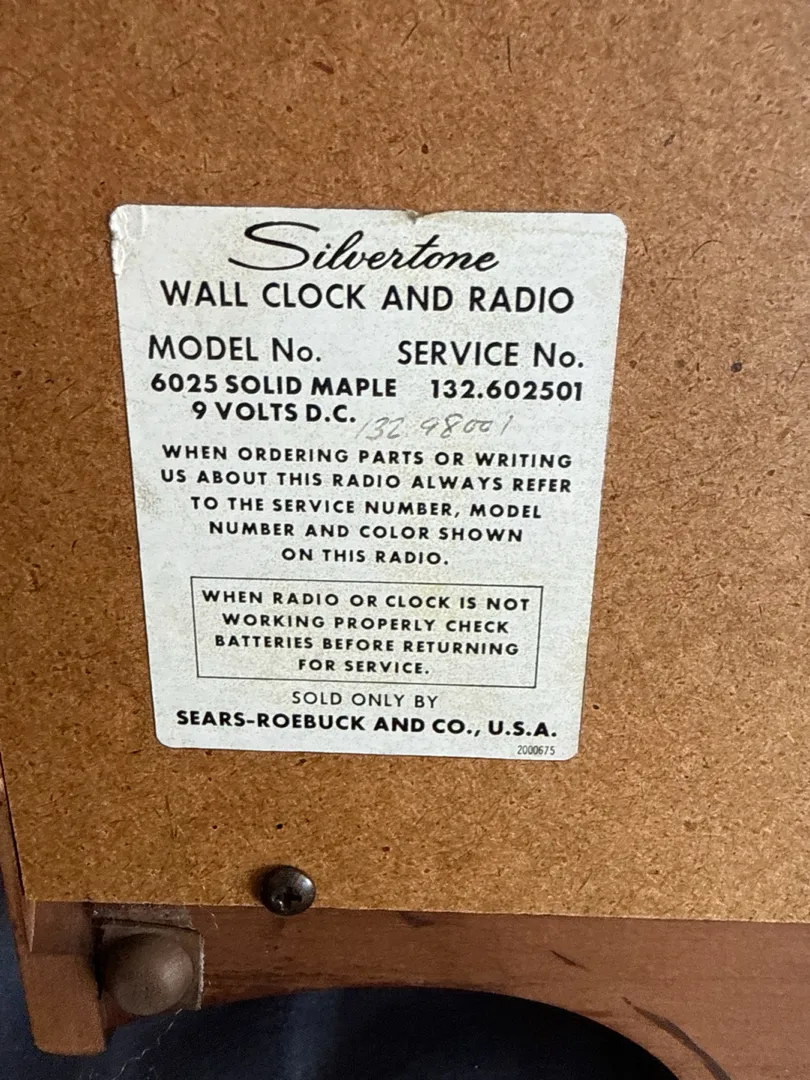 Silvertone
WALL CLOCK AND RADIO
MODEL No. SERVICE No.
6025 SOLID MAPLE 132.602501
9 VOLTS D.C.
132.98001
WHEN ORDERING PARTS OR WRITING
US ABOUT THIS RADIO ALWAYS REFER
TO THE SERVICE NUMBER, MODEL
NUMBER AND COLOR SHOWN
ON THIS RADIO.
WHEN RADIO OR CLOCK IS NOT
WORKING PROPERLY CHECK
BATTERIES BEFORE RETURNING
FOR SERVICE.
SOLD ONLY BY
SEARS-ROEBUCK AND CO., U.S.A.
2000675